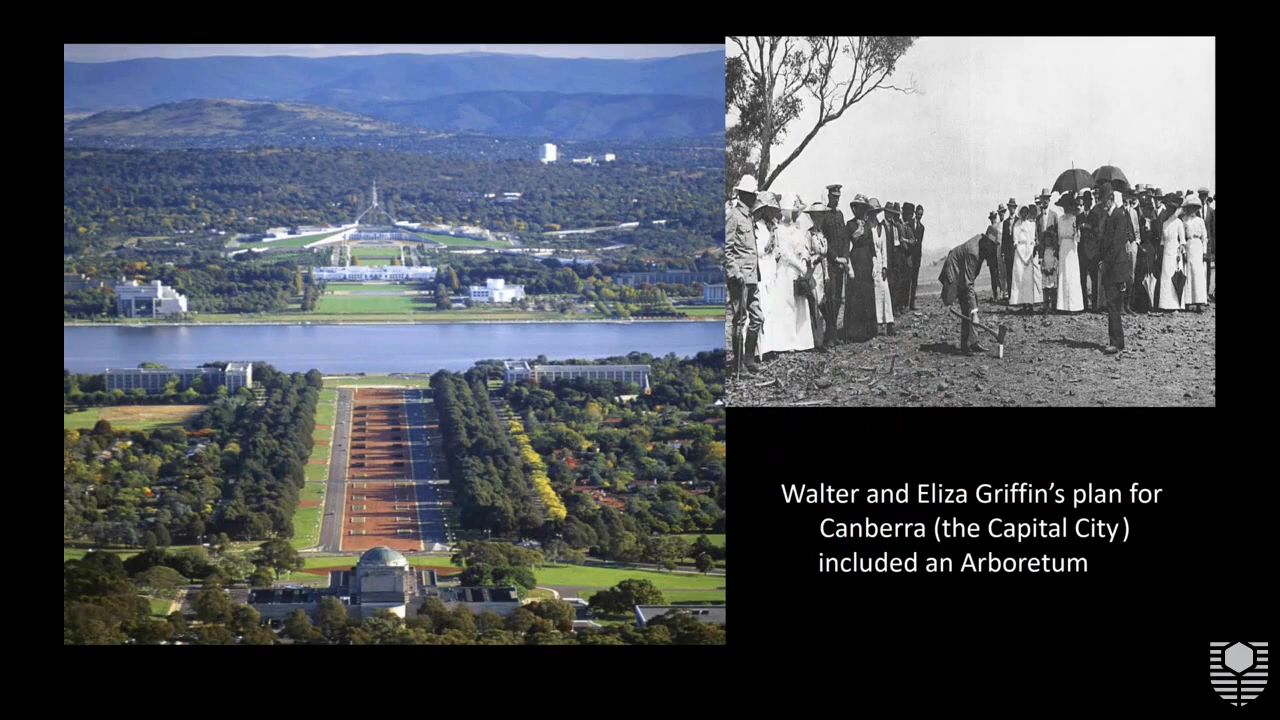 Walter and Eliza Griffin’s plan for
Canberra (the Capital City)
included an Arboretum